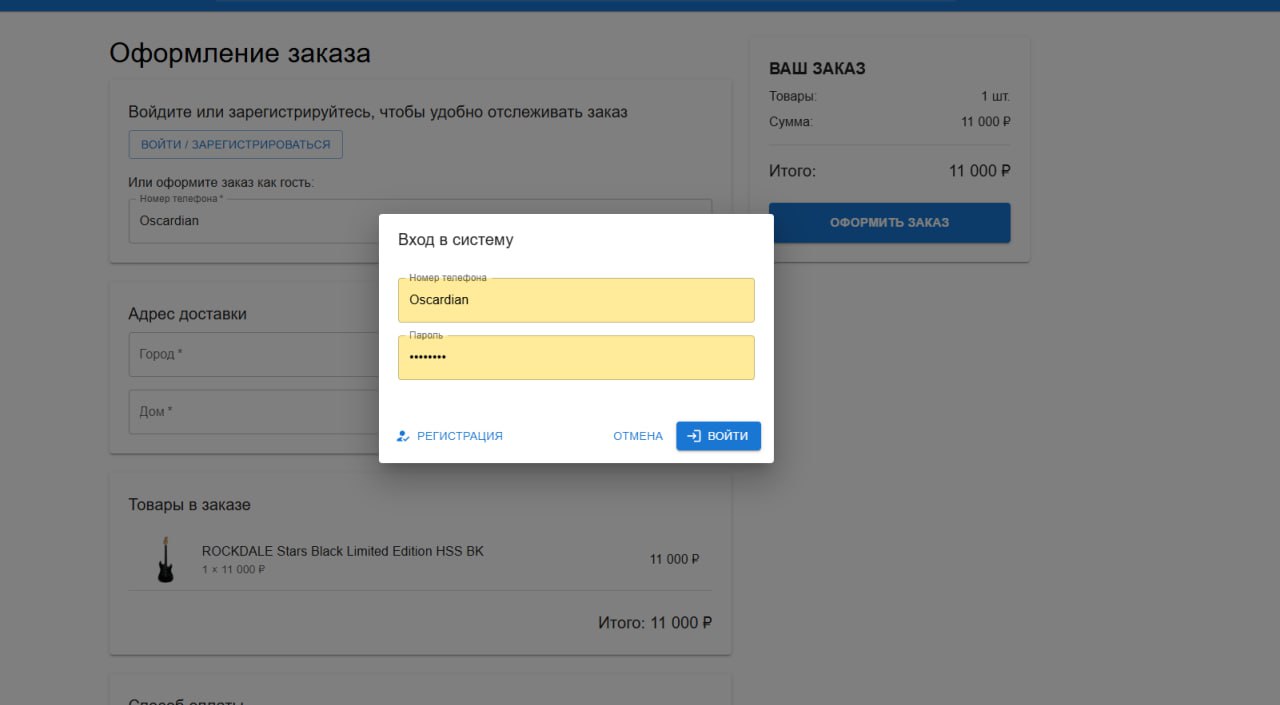 Оформление заказа
Войдите или зарегистрируйтесь, чтобы удобно отслеживать заказ
ВОЙТИ / ЗАРЕГИСТРИРОВАТЬСЯ
Или оформите заказ как гость:
Номер телефона *
Oscardian
Адрес доставки
Город *
Дом *
Товары в заказе
ROCKDALE Stars Black Limited Edition HSS BK
1 × 11 000 ₽
11 000 ₽
Итого: 11 000 ₽
Способ оплаты
ВАШ ЗАКАЗ
Товары: 1 шт.
Сумма: 11 000 ₽
Итого: 11 000 ₽
ОФОРМИТЬ ЗАКАЗ
Вход в систему
Номер телефона
Oscardian
Пароль
••••••••
РЕГИСТРАЦИЯ ОТМЕНА ВОЙТИ